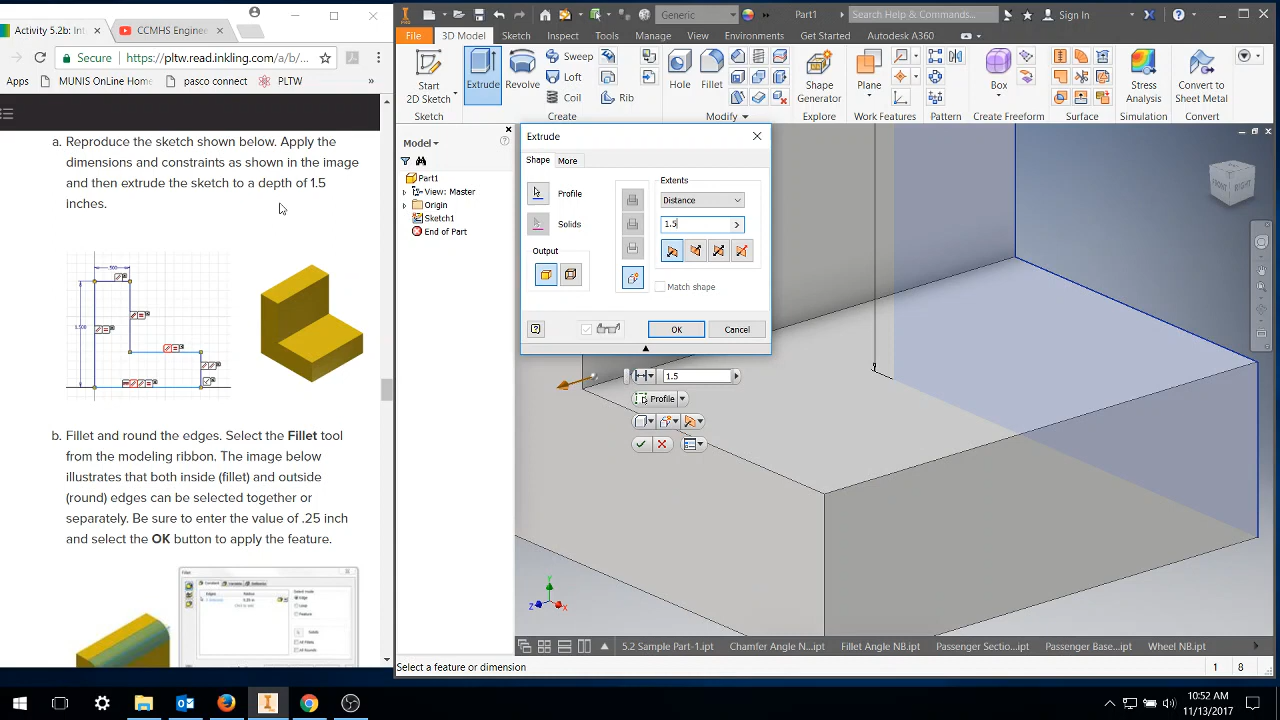 Activity 5.2b: Int
CCMHS Enginee
Secure
https://pltw.read.inkling.com/a/b/...
Apps
MUNIS OnLine Home
pasco connect
PLTW
»
a. Reproduce the sketch shown below. Apply the
dimensions and constraints as shown in the image
and then extrude the sketch to a depth of 1.5
inches.
.500
1.500
b. Fillet and round the edges. Select the Fillet tool
from the modeling ribbon. The image below
illustrates that both inside (fillet) and outside
(round) edges can be selected together or
separately. Be sure to enter the value of .25 inch
and select the OK button to apply the feature.
Generic
Part1
Search Help & Commands...
Sign In
File
3D Model
Sketch
Inspect
Tools
Manage
View
Environments
Get Started
Autodesk A360
Start
2D Sketch
Extrude
Revolve
Sweep
Loft
Coil
Rib
Hole
Fillet
Shape
Generator
Plane
Box
Stress
Analysis
Convert to
Sheet Metal
Sketch
Create
Modify
Explore
Work Features
Pattern
Create Freeform
Surface
Simulation
Convert
Model
Part1
View: Master
Origin
Sketch1
End of Part
Extrude
Shape
More
Profile
Solids
Output
Extents
Distance
1.5
Match shape
OK
Cancel
1.5
Profile
Y
Z
5.2 Sample Part-1.ipt
Chamfer Angle N...ipt
Fillet Angle NB.ipt
Passenger Sectio...ipt
Passenger Base...ipt
Wheel NB.ipt
Select a feature or dimension
1
8
10:52 AM
11/13/2017